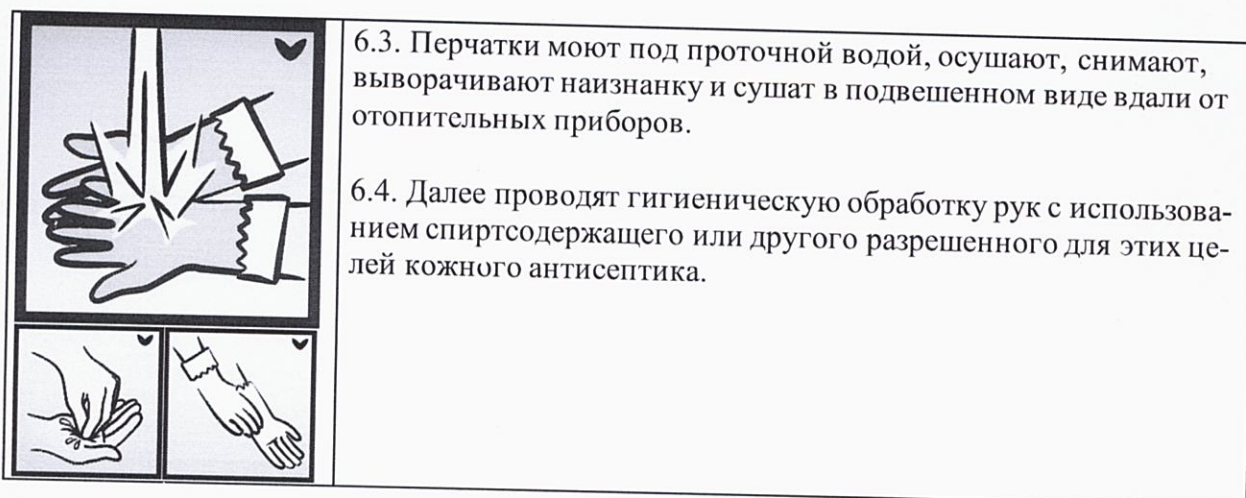 6.3. Перчатки моют под проточной водой, осушают, снимают,
выворачивают наизнанку и сушат в подвешенном виде вдали от
отопительных приборов.
6.4. Далее проводят гигиеническую обработку рук с использова-
нием спиртсодержащего или другого разрешенного для этих це-
лей кожного антисептика.